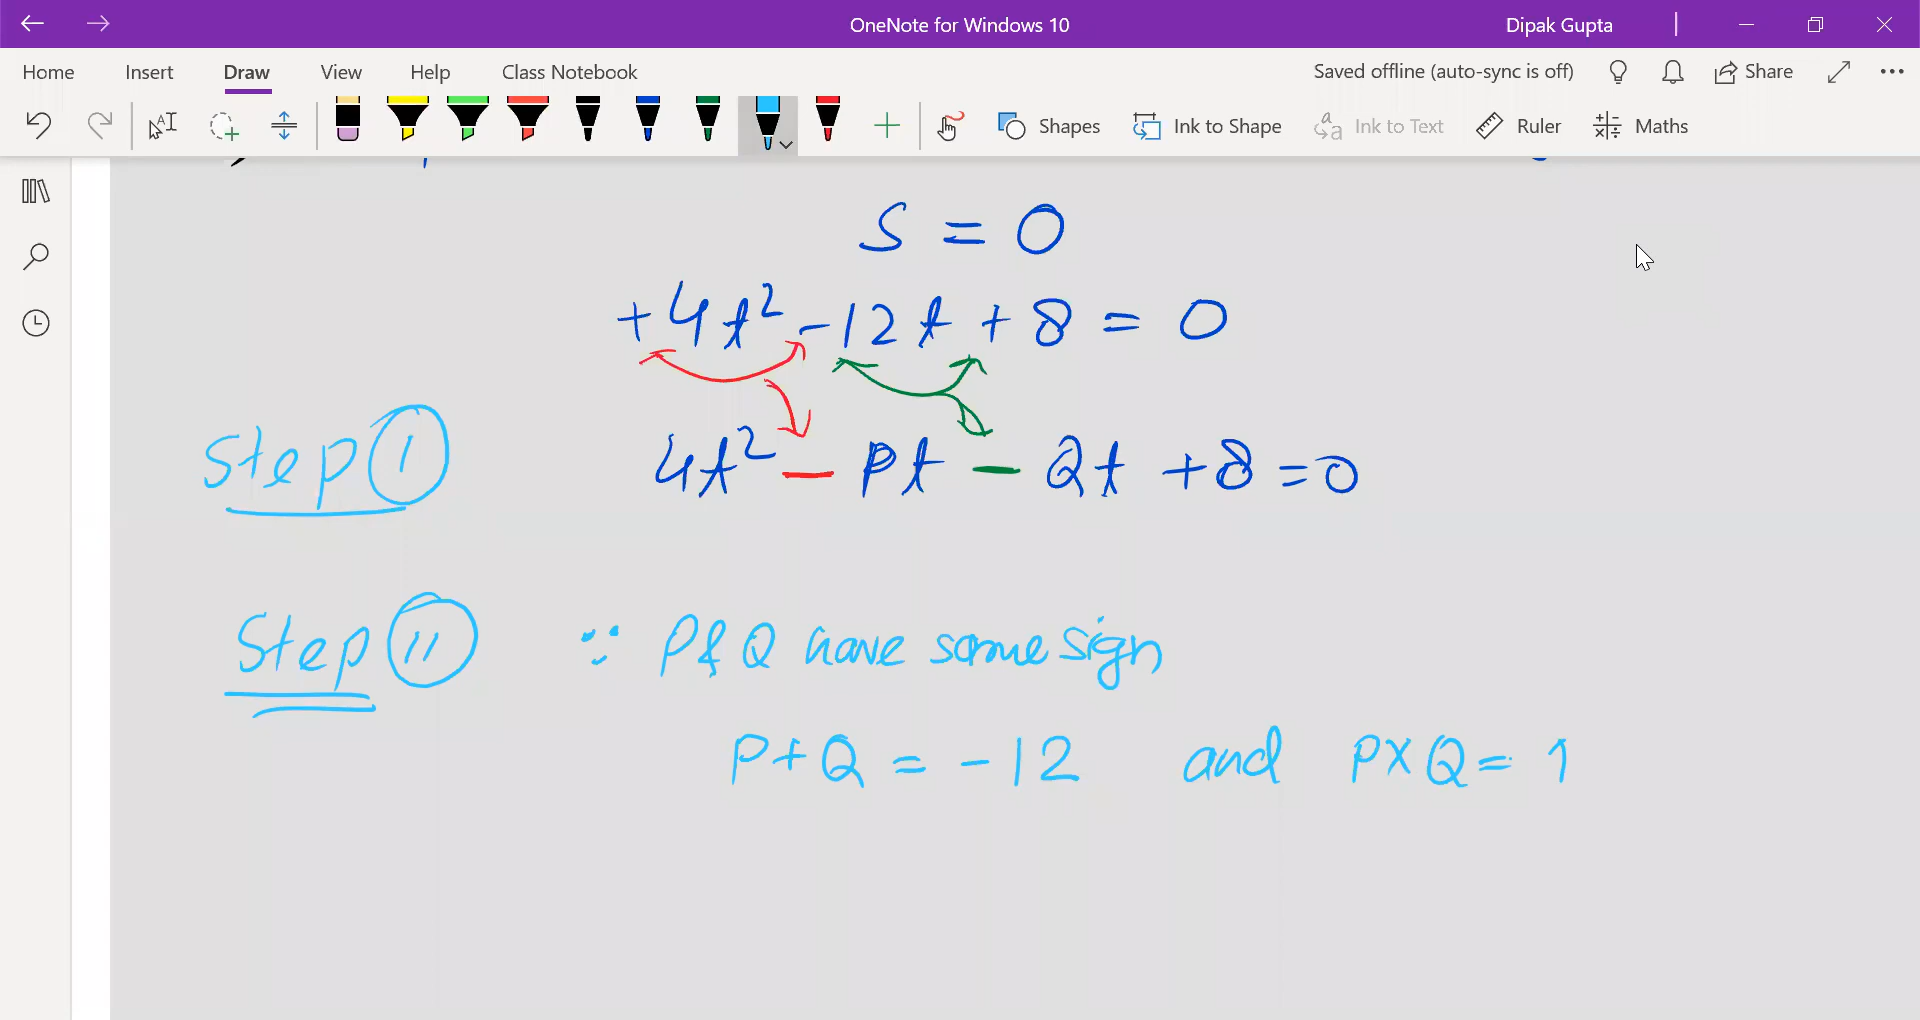 OneNote for Windows 10 Dipak Gupta
Home Insert Draw View Help Class Notebook Saved offline (auto-sync is off) Share
Shapes Ink to Shape Ink to Text Ruler Maths
S = 0
+4t² -12t + 8 = 0
Step I 4t² - Pt - Qt + 8 = 0
Step II ∵ P & Q have same sign
P + Q = -12 and P × Q = 1